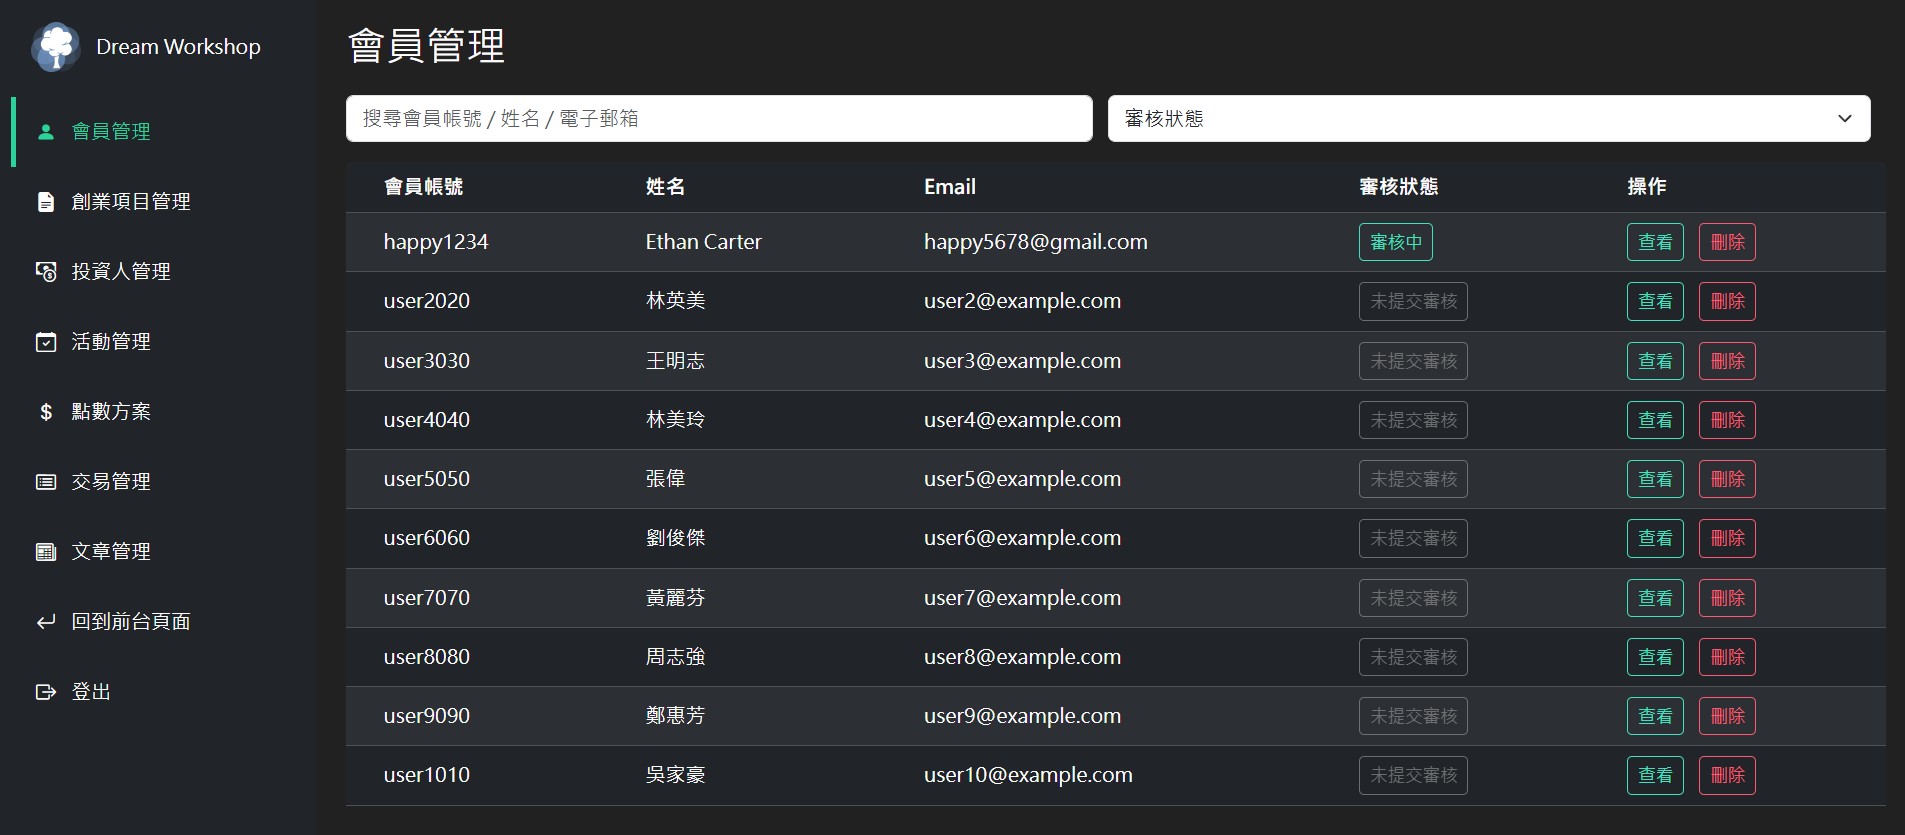 Dream Workshop
會員管理
創業項目管理
投資人管理
活動管理
點數方案
交易管理
文章管理
回到前台頁面
登出
會員管理
搜尋會員帳號 / 姓名 / 電子郵箱
審核狀態
會員帳號 姓名 Email 審核狀態 操作
happy1234 Ethan Carter happy5678@gmail.com 審核中 查看 刪除
user2020 林英美 user2@example.com 未提交審核 查看 刪除
user3030 王明志 user3@example.com 未提交審核 查看 刪除
user4040 林美玲 user4@example.com 未提交審核 查看 刪除
user5050 張偉 user5@example.com 未提交審核 查看 刪除
user6060 劉俊傑 user6@example.com 未提交審核 查看 刪除
user7070 黃麗芬 user7@example.com 未提交審核 查看 刪除
user8080 周志強 user8@example.com 未提交審核 查看 刪除
user9090 鄭惠芳 user9@example.com 未提交審核 查看 刪除
user1010 吳家豪 user10@example.com 未提交審核 查看 刪除